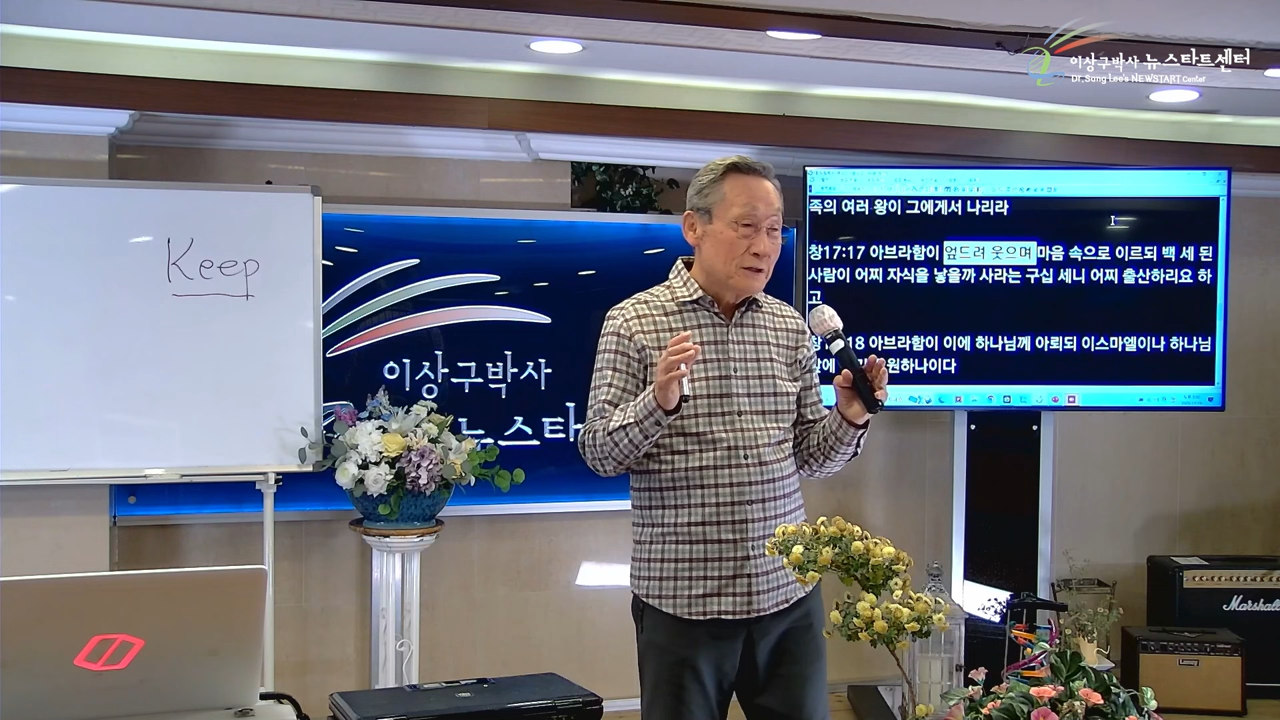 이상구박사 뉴스타트센터
Dr. Sang Lee's NEWSTART Center
Keep
이상구박사
뉴스타
족의 여러 왕이 그에게서 나리라
창17:17 아브라함이 엎드려 웃으며 마음 속으로 이르되 백 세 된
사람이 어찌 자식을 낳을까 사라는 구십 세니 어찌 출산하리요 하
고
18 아브라함이 이에 하나님께 아뢰되 이스마엘이나 하나님
원하나이다
Marshall
Laney